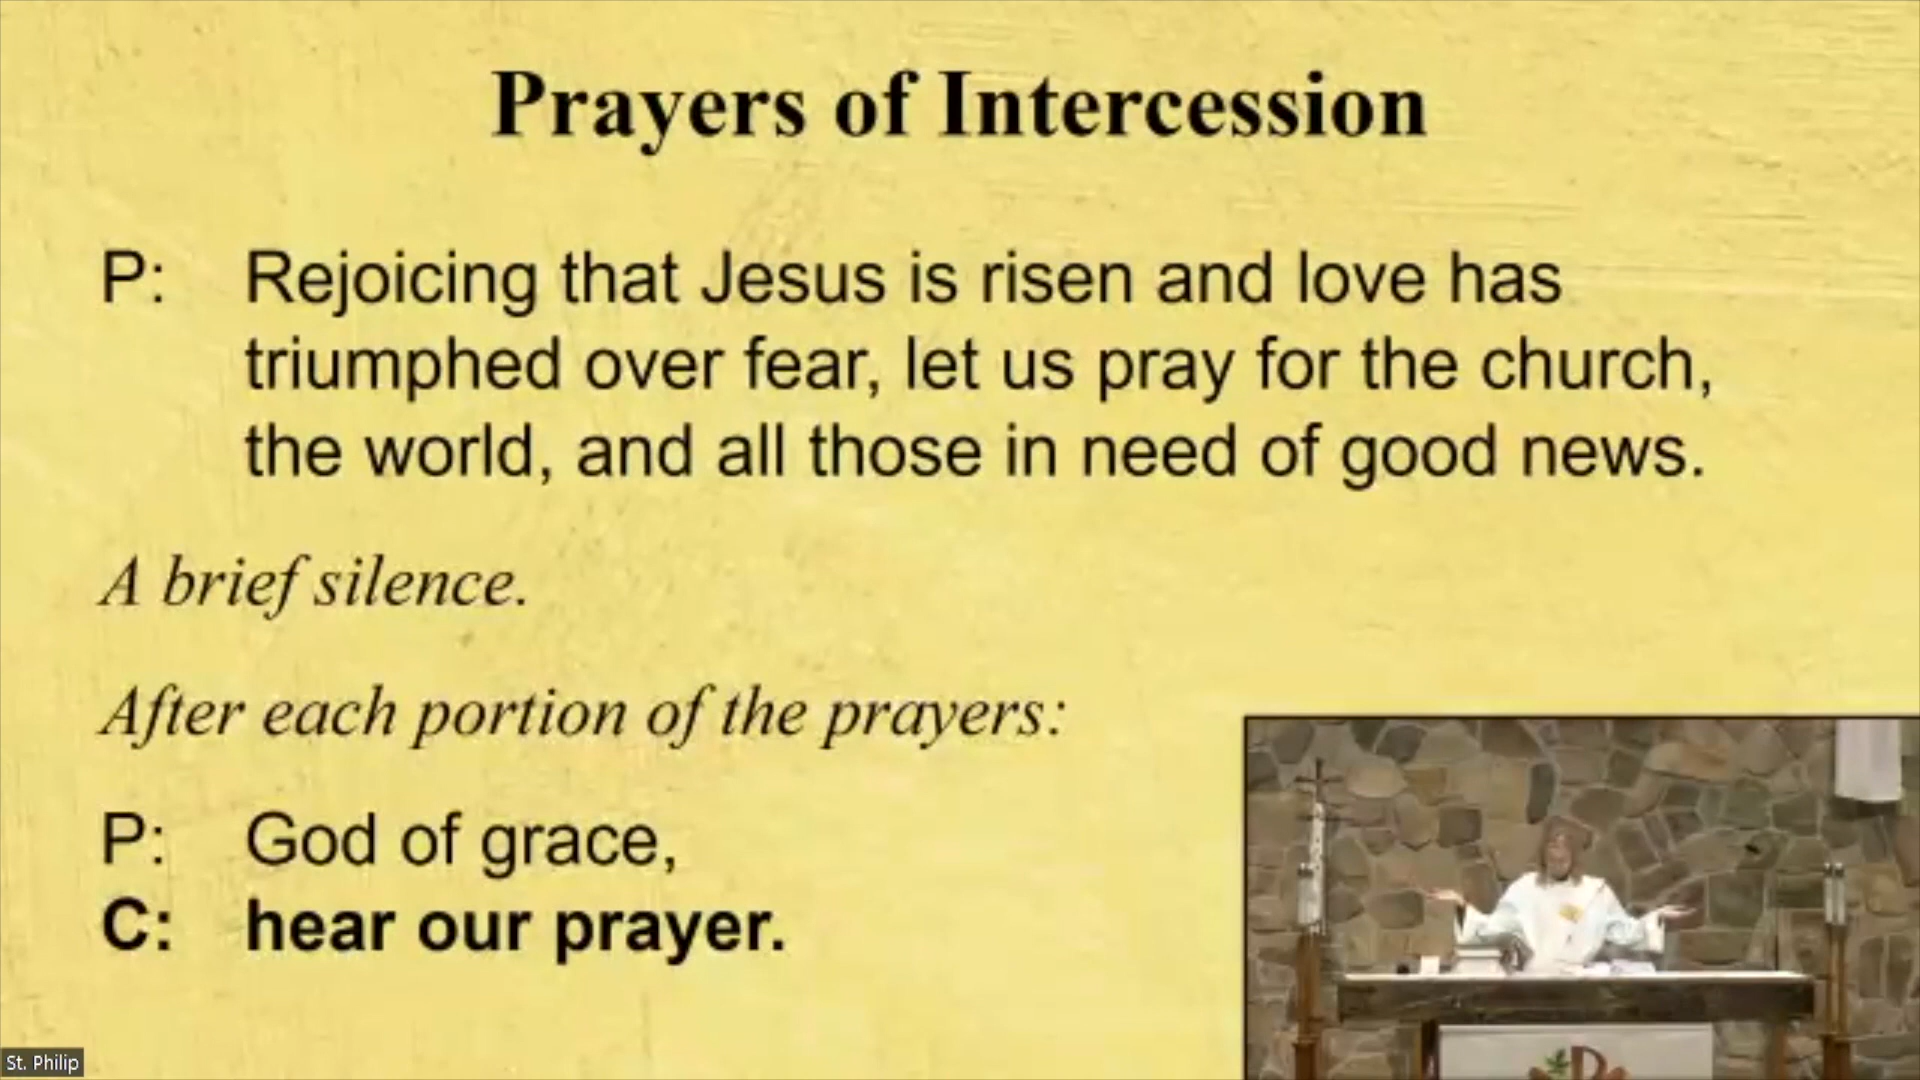 Prayers of Intercession
P: Rejoicing that Jesus is risen and love has
triumphed over fear, let us pray for the church,
the world, and all those in need of good news.
A brief silence.
After each portion of the prayers:
P: God of grace,
C: hear our prayer.
St. Philip